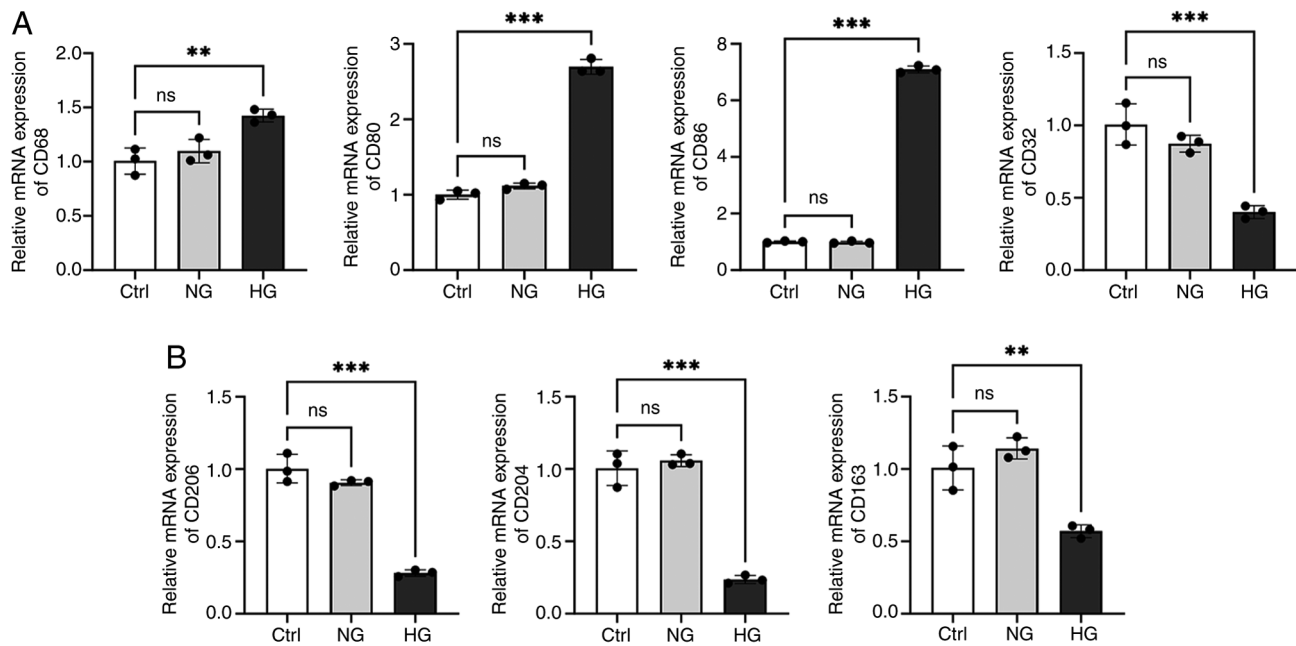 A
Relative mRNA expression
of CD68
2.0
1.5
1.0
0.5
0.0
**
ns
Ctrl NG HG
Relative mRNA expression
of CD80
3
2
1
0
***
ns
Ctrl NG HG
Relative mRNA expression
of CD86
8
6
4
2
0
***
ns
Ctrl NG HG
Relative mRNA expression
of CD32
1.5
1.0
0.5
0.0
***
ns
Ctrl NG HG
B
Relative mRNA expression
of CD206
1.5
1.0
0.5
0.0
***
ns
Ctrl NG HG
Relative mRNA expression
of CD204
1.5
1.0
0.5
0.0
***
ns
Ctrl NG HG
Relative mRNA expression
of CD163
1.5
1.0
0.5
0.0
**
ns
Ctrl NG HG